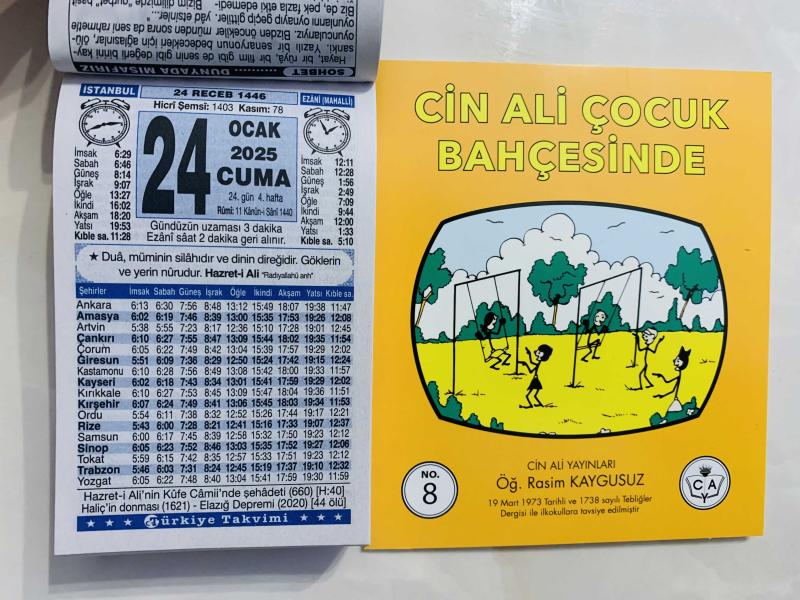 Hayat, bir rüyâ, bir film gibi de senin gibi değerli kay-
SOHBET ......... DUNYADA MISAFIRIZ
İSTANBUL
24 RECEB 1446
EZÂNÎ (MAHALLÎ)
Hicrî Şemsî: 1403 Kasım: 78
24
OCAK
2025
CUMA
24. gün 4. hafta
Rûmî: 11 Kânûn-i Sânî 1440
İmsak 6:29
Sabah 6:46
Güneş 8:14
İşrak 9:07
Öğle 13:27
İkindi 16:02
Akşam 18:20
Yatsı 19:53
Kıble sa. 11:28
İmsak 12:11
Sabah 12:28
Güneş 1:56
İşrak 2:49
Öğle 7:09
İkindi 9:44
Akşam 12:00
Yatsı 1:33
Kıble sa. 5:10
Gündüzün uzaması 3 dakika
Ezânî sâat 2 dakika geri alınır.
★ Duâ, müminin silâhıdır ve dinin direğidir. Göklerin
ve yerin nûrudur. Hazret-i Ali "Radıyallahü anh"
Şehirler İmsak Sabah Güneş İşrak Öğle İkindi Akşam Yatsı Kıble sa.
Ankara 6:13 6:30 7:56 8:48 13:12 15:49 18:07 19:38 11:47
Amasya 6:02 6:19 7:46 8:39 13:00 15:35 17:53 19:26 12:08
Artvin 5:38 5:55 7:23 8:17 12:36 15:10 17:28 19:01 12:45
Çankırı 6:10 6:27 7:55 8:47 13:09 15:44 18:02 19:35 11:54
Çorum 6:05 6:22 7:49 8:42 13:04 15:39 17:57 19:29 12:02
Giresun 5:51 6:09 7:36 8:29 12:50 15:24 17:42 19:15 12:24
Kastamonu 6:10 6:28 7:56 8:49 13:08 15:42 18:00 19:33 11:57
Kayseri 6:02 6:18 7:43 8:34 13:01 15:41 17:59 19:29 12:02
Kırıkkale 6:10 6:27 7:53 8:45 13:09 15:47 18:04 19:36 11:51
Kırşehir 6:07 6:24 7:49 8:41 13:06 15:45 18:03 19:34 11:53
Ordu 5:54 6:11 7:38 8:32 12:52 15:26 17:44 19:17 12:21
Rize 5:43 6:00 7:28 8:21 12:41 15:16 17:33 19:07 12:37
Samsun 6:00 6:17 7:45 8:39 12:58 15:32 17:50 19:23 12:12
Sinop 6:05 6:23 7:52 8:46 13:03 15:35 17:52 19:27 12:06
Tokat 5:59 6:15 7:42 8:35 12:57 15:33 17:51 19:23 12:12
Trabzon 5:46 6:03 7:31 8:24 12:45 15:19 17:37 19:10 12:32
Yozgat 6:05 6:22 7:48 8:40 13:04 15:41 17:59 19:30 11:59
Hazret-i Ali'nin Kûfe Câmii'nde şehâdeti (660) [H:40]
Haliç'in donması (1621) - Elazığ Depremi (2020) [44 ölü]
Türkiye Takvimi
CİN ALİ ÇOCUK
BAHÇESİNDE
NO.
8
CİN ALİ YAYINLARI
Öğ. Rasim KAYGUSUZ
19 Mart 1973 Tarihli ve 1738 sayılı Tebliğler
Dergisi ile ilkokullara tavsiye edilmiştir
C A
Y